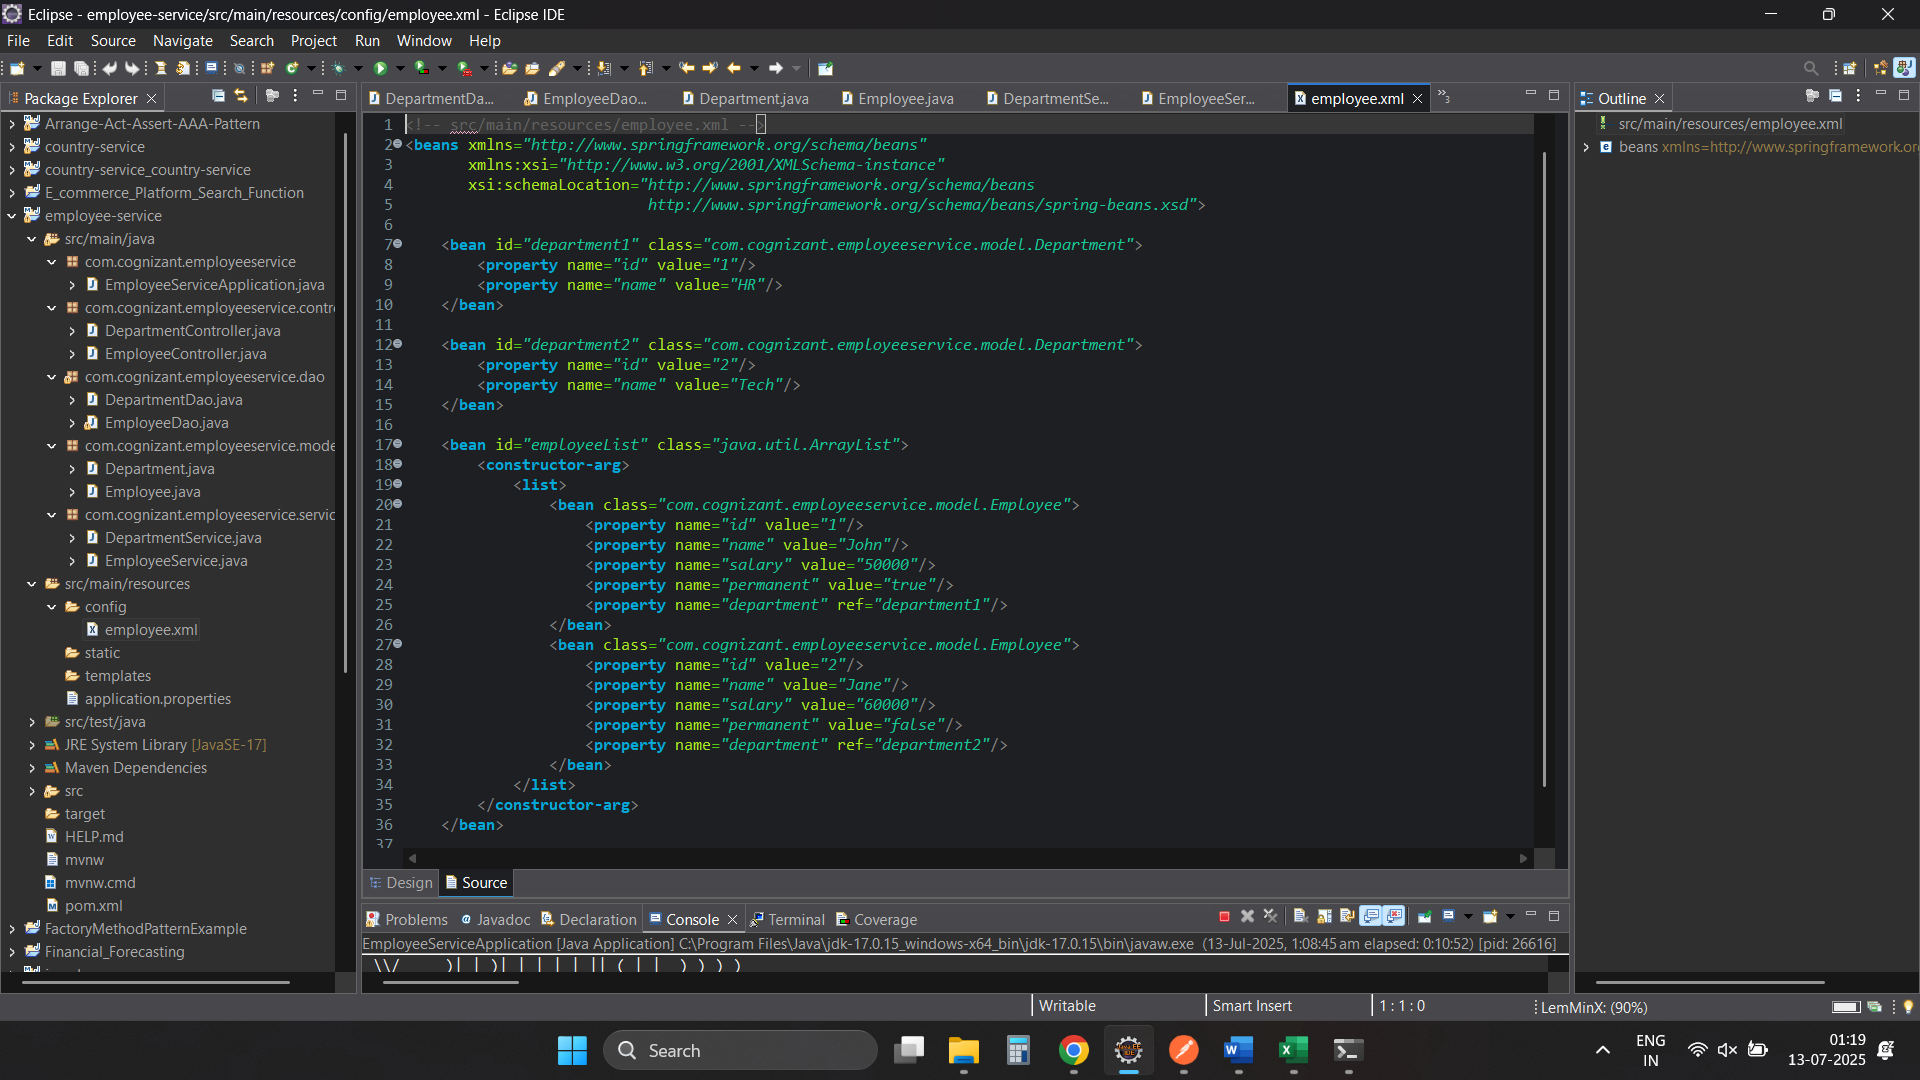 Eclipse - employee-service/src/main/resources/config/employee.xml - Eclipse IDE
File Edit Source Navigate Search Project Run Window Help
Package Explorer
Arrange-Act-Assert-AAA-Pattern
country-service
country-service_country-service
E_commerce_Platform_Search_Function
employee-service
src/main/java
com.cognizant.employeeservice
EmployeeServiceApplication.java
com.cognizant.employeeservice.contr
DepartmentController.java
EmployeeController.java
com.cognizant.employeeservice.dao
DepartmentDao.java
EmployeeDao.java
com.cognizant.employeeservice.mode
Department.java
Employee.java
com.cognizant.employeeservice.servic
DepartmentService.java
EmployeeService.java
src/main/resources
config
employee.xml
static
templates
application.properties
src/test/java
JRE System Library [JavaSE-17]
Maven Dependencies
src
target
HELP.md
mvnw
mvnw.cmd
pom.xml
FactoryMethodPatternExample
Financial_Forecasting
DepartmentDa... EmployeeDao... Department.java Employee.java DepartmentSe... EmployeeSer... employee.xml 3
1 <!-- src/main/resources/employee.xml -->
2 <beans xmlns="http://www.springframework.org/schema/beans"
3 xmlns:xsi="http://www.w3.org/2001/XMLSchema-instance"
4 xsi:schemaLocation="http://www.springframework.org/schema/beans
5 http://www.springframework.org/schema/beans/spring-beans.xsd">
6
7 <bean id="department1" class="com.cognizant.employeeservice.model.Department">
8 <property name="id" value="1"/>
9 <property name="name" value="HR"/>
10 </bean>
11
12 <bean id="department2" class="com.cognizant.employeeservice.model.Department">
13 <property name="id" value="2"/>
14 <property name="name" value="Tech"/>
15 </bean>
16
17 <bean id="employeeList" class="java.util.ArrayList">
18 <constructor-arg>
19 <list>
20 <bean class="com.cognizant.employeeservice.model.Employee">
21 <property name="id" value="1"/>
22 <property name="name" value="John"/>
23 <property name="salary" value="50000"/>
24 <property name="permanent" value="true"/>
25 <property name="department" ref="department1"/>
26 </bean>
27 <bean class="com.cognizant.employeeservice.model.Employee">
28 <property name="id" value="2"/>
29 <property name="name" value="Jane"/>
30 <property name="salary" value="60000"/>
31 <property name="permanent" value="false"/>
32 <property name="department" ref="department2"/>
33 </bean>
34 </list>
35 </constructor-arg>
36 </bean>
37
Design Source
Outline
src/main/resources/employee.xml
beans xmlns=http://www.springframework.or
Problems Javadoc Declaration Console Terminal Coverage
EmployeeServiceApplication [Java Application] C:\Program Files\Java\jdk-17.0.15_windows-x64_bin\jdk-17.0.15\bin\javaw.exe (13-Jul-2025, 1:08:45 am elapsed: 0:10:52) [pid: 26616]
\\/ )| | )| | | | | || ( | | ) ) ) )
Writable Smart Insert 1 : 1 : 0 LemMinX: (90%)
Search
ENG
IN
01:19
13-07-2025